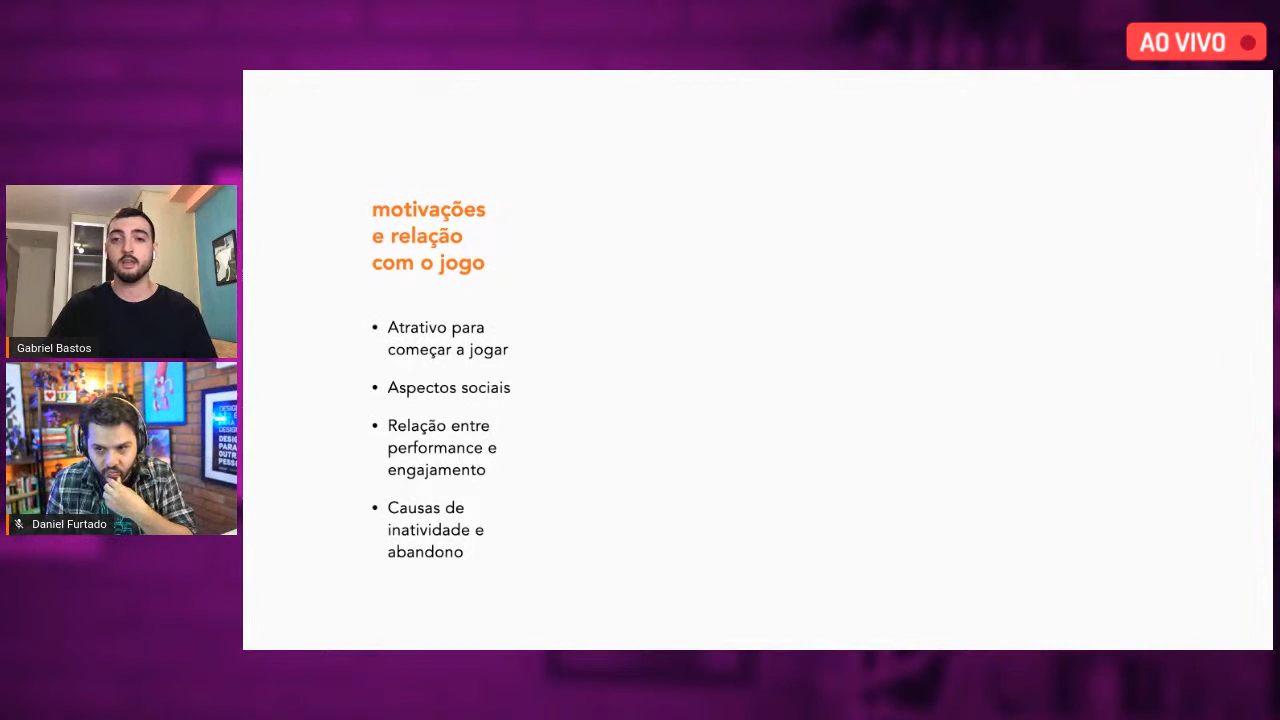 AO VIVO
motivações
e relação
com o jogo
• Atrativo para
começar a jogar
• Aspectos sociais
• Relação entre
performance e
engajamento
• Causas de
inatividade e
abandono
Gabriel Bastos
Daniel Furtado